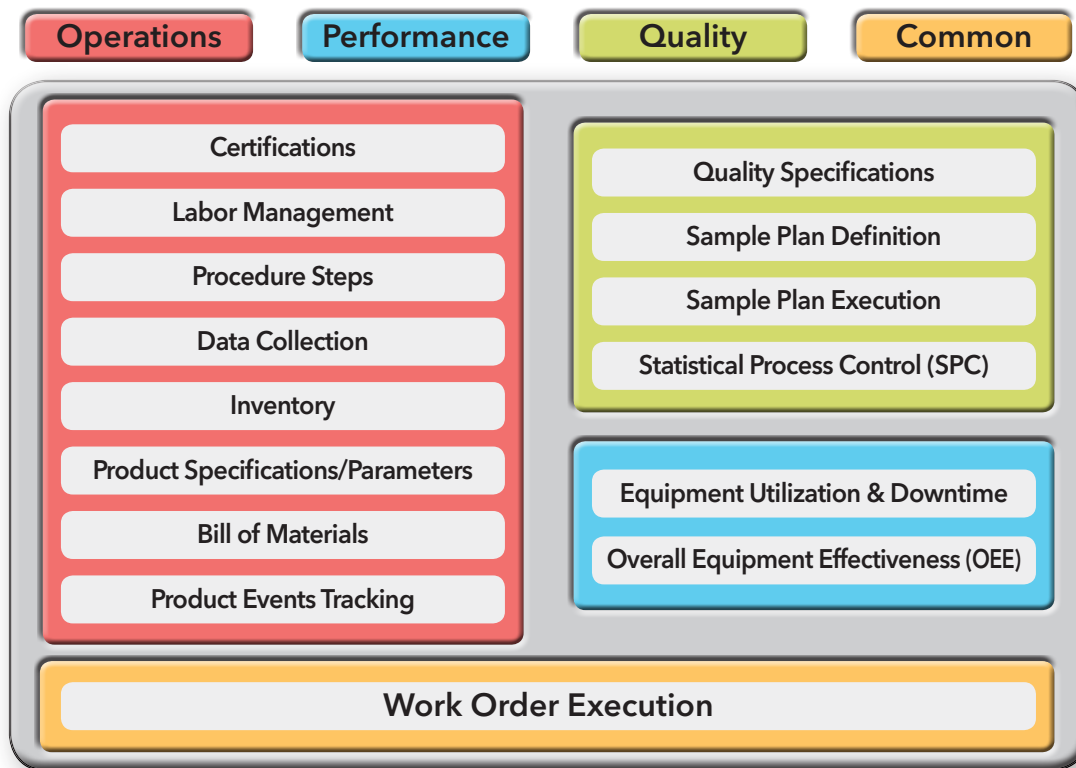 Operations
Performance
Quality
Common
Certifications
Labor Management
Procedure Steps
Data Collection
Inventory
Product Specifications/Parameters
Bill of Materials
Product Events Tracking
Quality Specifications
Sample Plan Definition
Sample Plan Execution
Statistical Process Control (SPC)
Equipment Utilization & Downtime
Overall Equipment Effectiveness (OEE)
Work Order Execution